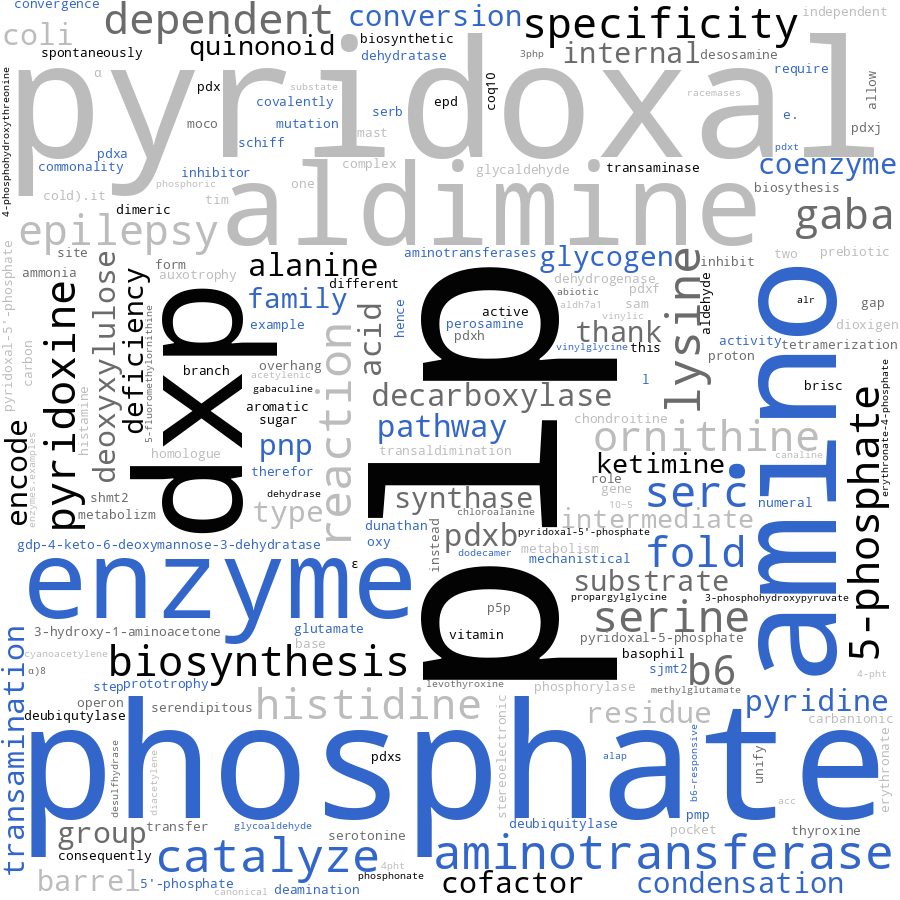 convergence
dependent
conversion
specificity
independent
coli
spontaneously
quinonoid
biosynthetic
dehydratase
3php
internal
desosamine
require
pyridoxal
α
pdx
substrate
covalently
epd
coq10
racemases
allow
4-phosphohydroxythreonine
moco
mutation
serb
e.
pdxj
schiff
mast
pdxa
commonality
inhibitor
complex
glycaldehyde
transaminase
pdxt
coenzyme
phosphoric
one
aldimine
biosythesis
cold).it
tim
dimeric
gaba
epilepsy
site
form
aminotransferases
glycogen
inhibit
two
prebiotic
ammonia
auxotrophy
alanine
different
dehydrogenase
abiotic
pdxf
lysine
aldehyde
pyridoxal-5'-phosphate
pyridoxine
deoxyxylulose
deficiency
5-fluoromethylornithine
pxp
family
example
acid
hence
plp
active
perosamine
pdxh
aldh7a1
sam
vinylic
thank
vinylglycine
this
amino
alr
gap
dioxigen
activity
tetramerization
proton
carbon
histamine
branch
overhang
acetylenic
gabaculine
aromatic
sugar
reaction
decarboxylase
l
brisc
5-phosphate
erythronate-4-phosphate
encode
enzymes.examples
homologue
pnp
therefor
pathway
transaldimination
chondroitine
ornithine
canaline
ketimine
role
gene
serc
numeral
shmt2
metabolizm
dehydrase
type
synthase
chloroalanine
10-5
intermediate
dunathan
oxy
instead
pdxb
pyridoxal-5'-phosphate
gdp-4-keto-6-deoxymannose-3-dehydratase
dodecamer
metabolism
mechanistical
fold
ε
enzyme
substrate
propargylglycine
3-phosphohydroxypyruvate
p5p
serine
3-hydroxy-1-aminoacetone
glutamate
vitamin
pyridoxal-5-phosphate
base
transamination
cyanoacetylene
α)8
biosynthesis
basophil
sjmt2
b6
4-pht
step
prototrophy
levothyroxine
phosphorylase
methylglutamate
operon
deubiqutylase
serendipitous
histidine
stereoelectronic
residue
pyridine
carbanionic
erythronate
phosphate
desulfhydrase
diacetylene
pdxs
alap
b6-responsive
unify
acc
pmp
group
transfer
glycoaldehyde
serotonine
deubiquitylase
pocket
thyroxine
consequently
catalyze
4pht
phosphonate
aminotransferase
barrel
5'-phosphate
canonical
deamination
cofactor
condensation